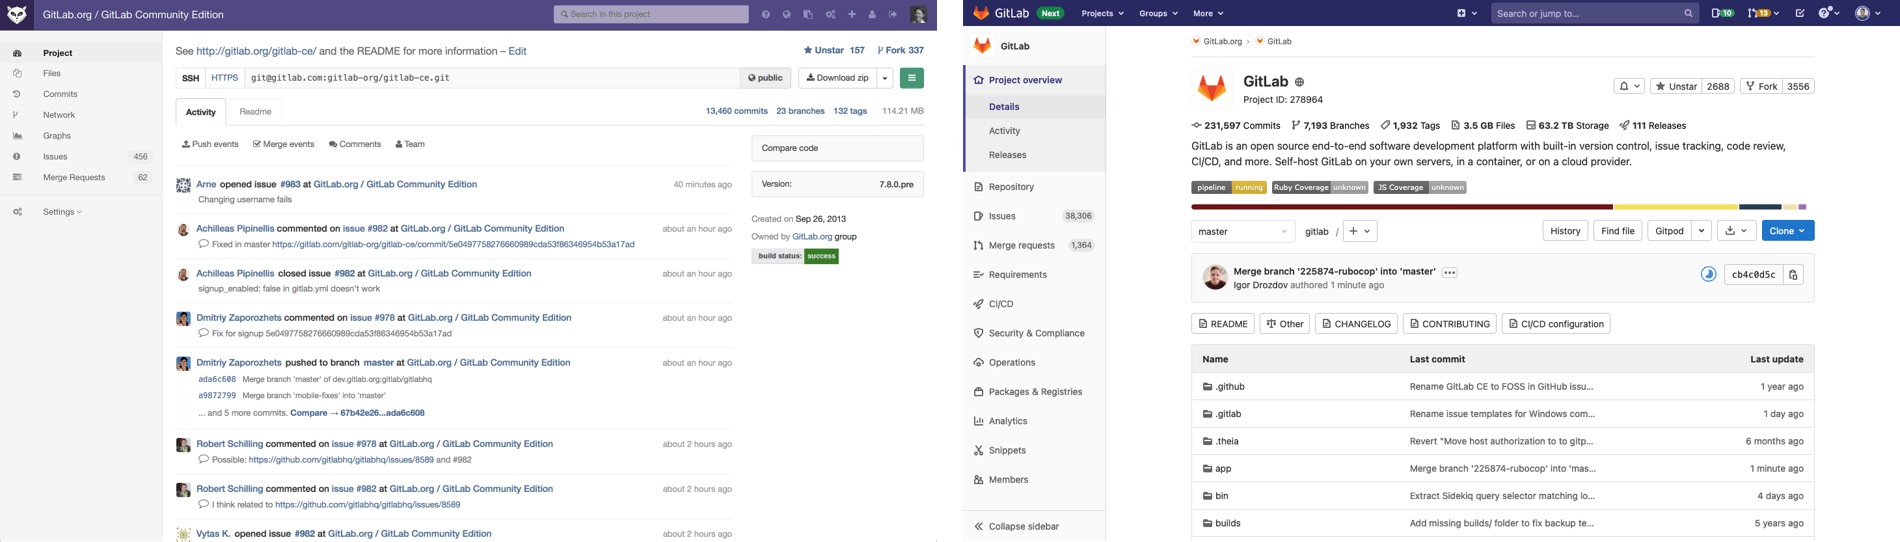 GitLab.org / GitLab Community Edition
Search in this project
Project
Files
Commits
Network
Graphs
Issues 456
Merge Requests 62
Settings
See http://gitlab.org/gitlab-ce/ and the README for more information – Edit
Unstar 157 Fork 337
SSH HTTPS git@gitlab.com:gitlab-org/gitlab-ce.git public Download zip
Activity Readme 13,460 commits 23 branches 132 tags 114.21 MB
Push events Merge events Comments Team
Arne opened issue #983 at GitLab.org / GitLab Community Edition 40 minutes ago
Changing username fails
Achilleas Pipinellis commented on issue #982 at GitLab.org / GitLab Community Edition about an hour ago
Fixed in master https://gitlab.com/gitlab-org/gitlab-ce/commit/5e0497758276660989cda53f86346954b53a17ad
Achilleas Pipinellis closed issue #982 at GitLab.org / GitLab Community Edition about an hour ago
signup_enabled: false in gitlab.yml doesn't work
Dmitriy Zaporozhets commented on issue #978 at GitLab.org / GitLab Community Edition about an hour ago
Fix for signup 5e0497758276660989cda53f86346954b53a17ad
Dmitriy Zaporozhets pushed to branch master at GitLab.org / GitLab Community Edition about an hour ago
ada6c608 Merge branch 'master' of dev.gitlab.org:gitlab/gitlabhq
a9872799 Merge branch 'mobile-fixes' into 'master'
... and 5 more commits. Compare → 67b42e26...ada6c608
Robert Schilling commented on issue #978 at GitLab.org / GitLab Community Edition about 2 hours ago
Possible: https://github.com/gitlabhq/gitlabhq/issues/8589 and #982
Robert Schilling commented on issue #982 at GitLab.org / GitLab Community Edition about 2 hours ago
I think related to https://github.com/gitlabhq/gitlabhq/issues/8589
Vytas K. opened issue #982 at GitLab.org / GitLab Community Edition about 2 hours ago
Compare code
Version: 7.8.0.pre
Created on Sep 26, 2013
Owned by GitLab.org group
build status: success
GitLab Next Projects Groups More Search or jump to... 10 13
GitLab
Project overview
Details
Activity
Releases
Repository
Issues 38,306
Merge requests 1,364
Requirements
CI/CD
Security & Compliance
Operations
Packages & Registries
Analytics
Snippets
Members
Collapse sidebar
GitLab.org > GitLab
GitLab
Project ID: 278964
Unstar 2688 Fork 3556
231,597 Commits 7,193 Branches 1,932 Tags 3.5 GB Files 63.2 TB Storage 111 Releases
GitLab is an open source end-to-end software development platform with built-in version control, issue tracking, code review,
CI/CD, and more. Self-host GitLab on your own servers, in a container, or on a cloud provider.
pipeline running Ruby Coverage unknown JS Coverage unknown
master gitlab / + History Find file Gitpod Clone
Merge branch '225874-rubocop' into 'master'
Igor Drozdov authored 1 minute ago
cb4c0d5c
README Other CHANGELOG CONTRIBUTING CI/CD configuration
Name Last commit Last update
.github Rename GitLab CE to FOSS in GitHub issu... 1 year ago
.gitlab Rename issue templates for Windows com... 1 day ago
.theia Revert "Move host authorization to to gitp... 6 months ago
app Merge branch '225874-rubocop' into 'mas... 1 minute ago
bin Extract Sidekiq query selector matching lo... 4 days ago
builds Add missing builds/ folder to fix backup te... 5 years ago